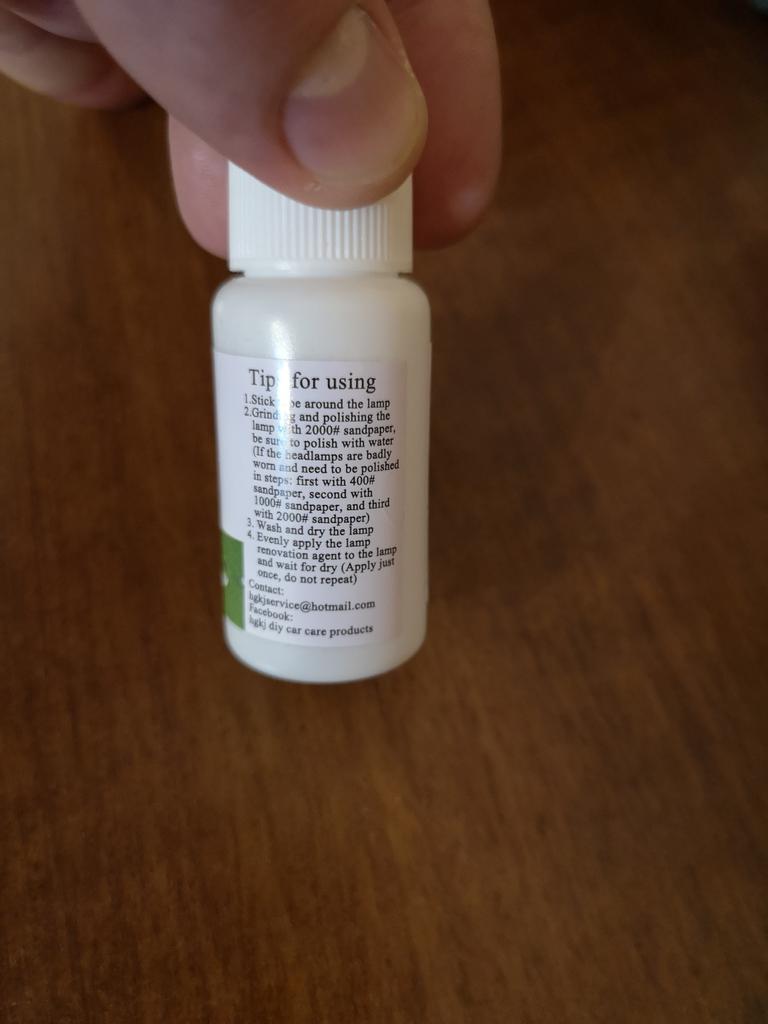 Tips for using
1.Stick tape around the lamp
2.Grinding and polishing the
lamp with 2000# sandpaper,
be sure to polish with water
(If the headlamps are badly
worn and need to be polished
in steps: first with 400#
sandpaper, second with
1000# sandpaper, and third
with 2000# sandpaper)
3. Wash and dry the lamp
4. Evenly apply the lamp
renovation agent to the lamp
and wait for dry (Apply just
once, do not repeat)
Contact:
hgkjservice@hotmail.com
Facebook:
hgkj diy car care products